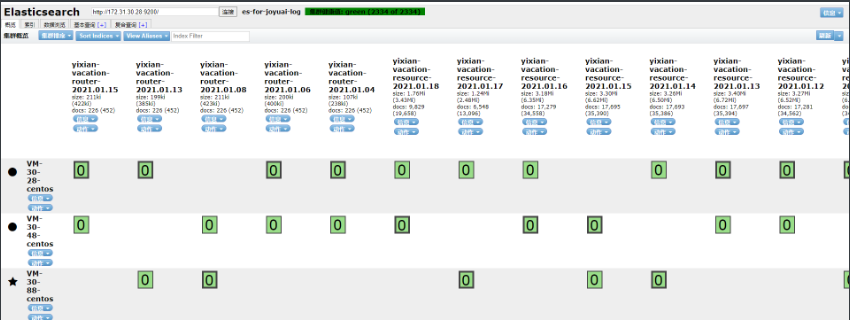 Elasticsearch
http://172.31.30.28:9200/ 连接 es-for-joyuai-log 集群健康值: green (2334 of 2334) 信息
概览 索引 数据浏览 基本查询 [+] 复合查询 [+]
集群概览 集群排序 Sort Indices View Aliases Index Filter 刷新
yixian-vacation-router-2021.01.15
size: 211ki (422ki)
docs: 226 (452)
信息
动作
yixian-vacation-router-2021.01.13
size: 199ki (385ki)
docs: 226 (452)
信息
动作
yixian-vacation-router-2021.01.08
size: 211ki (423ki)
docs: 226 (452)
信息
动作
yixian-vacation-router-2021.01.06
size: 200ki (400ki)
docs: 226 (452)
信息
动作
yixian-vacation-router-2021.01.04
size: 107ki (238ki)
docs: 226 (452)
信息
动作
yixian-vacation-resource-2021.01.18
size: 1.76Mi (3.43Mi)
docs: 9,829 (19,658)
信息
动作
yixian-vacation-resource-2021.01.17
size: 1.24Mi (2.48Mi)
docs: 6,548 (13,096)
信息
动作
yixian-vacation-resource-2021.01.16
size: 3.18Mi (6.35Mi)
docs: 17,279 (34,558)
信息
动作
yixian-vacation-resource-2021.01.15
size: 3.30Mi (6.62Mi)
docs: 17,695 (35,390)
信息
动作
yixian-vacation-resource-2021.01.14
size: 3.26Mi (6.50Mi)
docs: 17,693 (35,386)
信息
动作
yixian-vacation-resource-2021.01.13
size: 3.40Mi (6.72Mi)
docs: 17,697 (35,394)
信息
动作
yixian-vacation-resource-2021.01.12
size: 3.27Mi (6.52Mi)
docs: 17,281 (34,562)
信息
动作
VM-30-28-centos
信息
动作
0 0 0 0 0 0 0 0 0 0
VM-30-48-centos
信息
动作
0 0 0 0 0 0 0 0 0
VM-30-88-centos
信息
动作
0 0 0 0 0